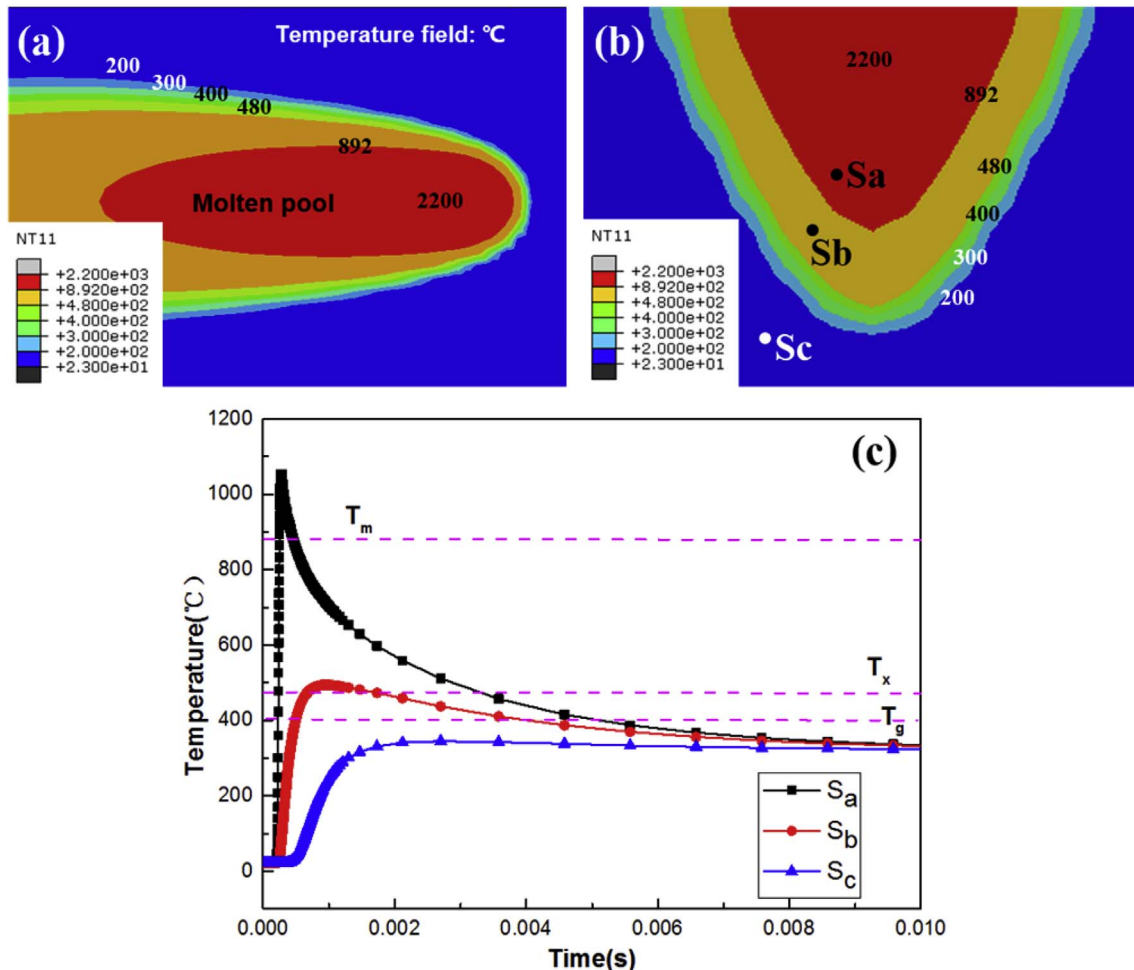 (a)
Temperature field: ℃
200
300
400
480
892
Molten pool
2200
NT11
+2.200e+03
+8.920e+02
+4.800e+02
+4.000e+02
+3.000e+02
+2.000e+02
+2.300e+01
(b)
2200
892
Sa
480
400
Sb
300
200
Sc
NT11
+2.200e+03
+8.920e+02
+4.800e+02
+4.000e+02
+3.000e+02
+2.000e+02
+2.300e+01
(c)
1200
1000
800
600
400
200
0
Temperature(℃)
Tm
Tx
Tg
Sa
Sb
Sc
0.000 0.002 0.004 0.006 0.008 0.010
Time(s)